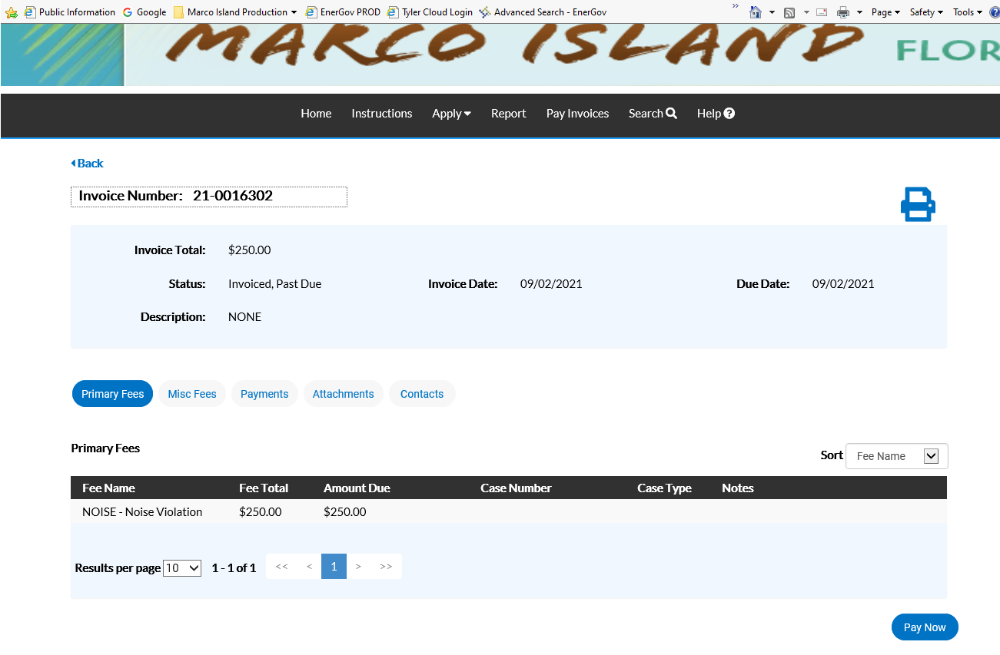 Public Information Google Marco Island Production EnerGov PROD Tyler Cloud Login Advanced Search - EnerGov » Page Safety Tools
MARCO ISLAND FLOR
Home Instructions Apply Report Pay Invoices Search Help
Back
Invoice Number: 21-0016302
Invoice Total: $250.00
Status: Invoiced, Past Due Invoice Date: 09/02/2021 Due Date: 09/02/2021
Description: NONE
Primary Fees Misc Fees Payments Attachments Contacts
Primary Fees
Sort Fee Name
Fee Name Fee Total Amount Due Case Number Case Type Notes
NOISE - Noise Violation $250.00 $250.00
Results per page 10 1 - 1 of 1 << < 1 > >>
Pay Now